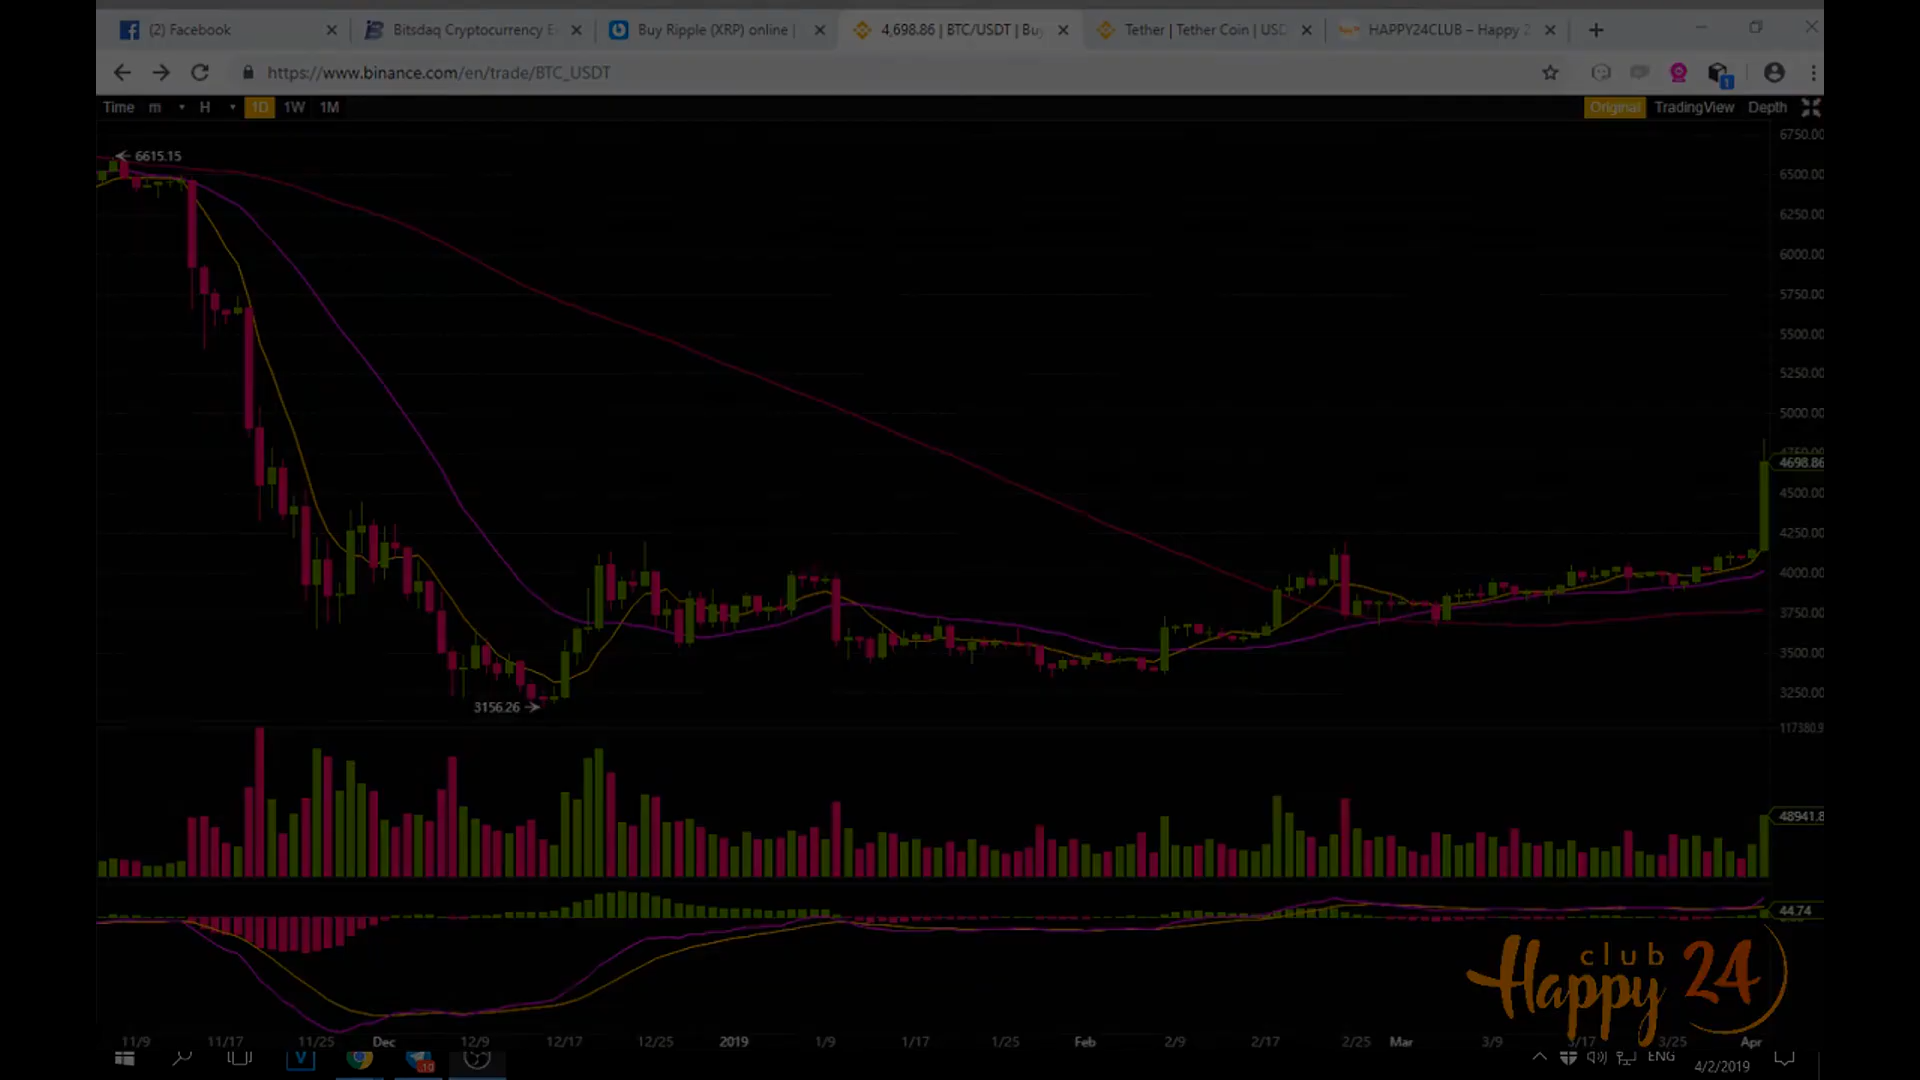 (2) Facebook
Bitsdaq Cryptocurrency E
Buy Ripple (XRP) online |
4,698.86 | BTC/USDT | Buy
Tether | Tether Coin | USD
HAPPY24CLUB – Happy 2
https://www.binance.com/en/trade/BTC_USDT
1
Time m H 1D 1W 1M
Original TradingView Depth
6750.00
6615.15
6500.00
6250.00
6000.00
5750.00
5500.00
5250.00
5000.00
4750.00
4698.86
4500.00
4250.00
4000.00
3750.00
3500.00
3250.00
3156.26
117380.9
48941.8
44.74
club
Happy 24
11/9 11/17 11/25 Dec 12/9 12/17 12/25 2019 1/9 1/17 1/25 Feb 2/9 2/17 2/25 Mar 3/9 3/17 3/25 Apr
ENG
4/2/2019